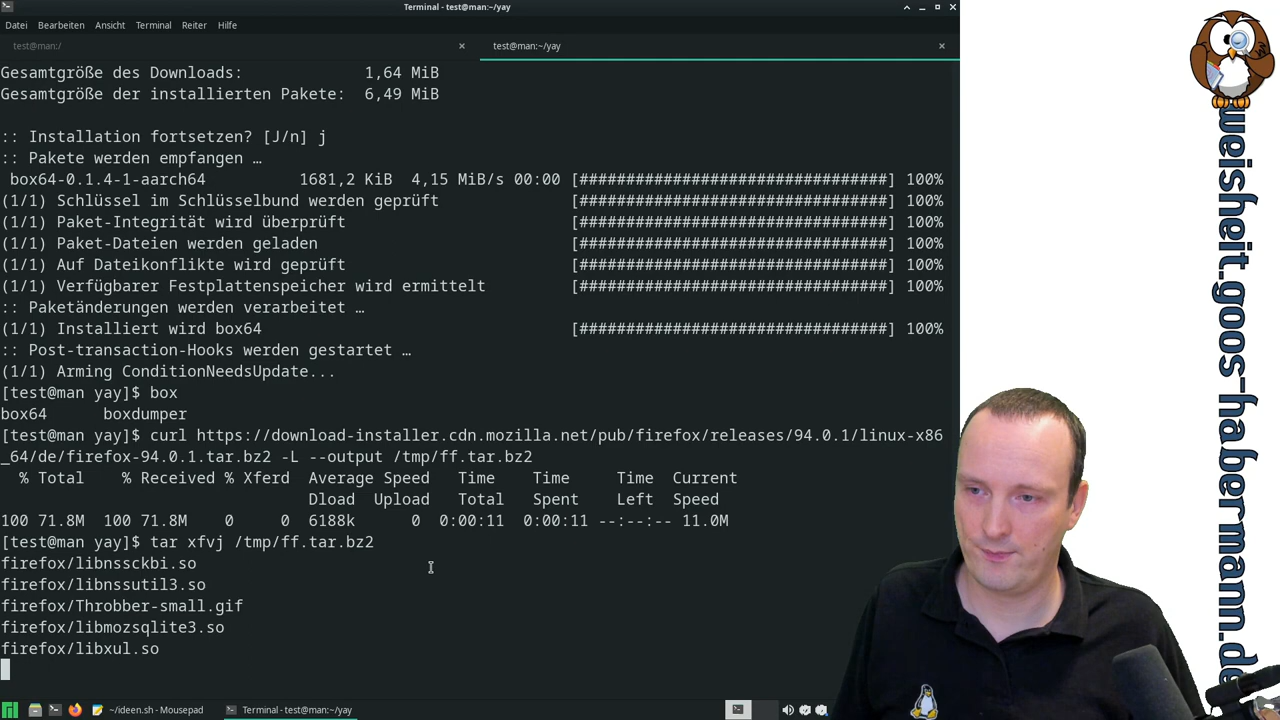 Terminal - test@man:~/yay
Datei Bearbeiten Ansicht Terminal Reiter Hilfe
test@man:/
test@man:~/yay
Gesamtgröße des Downloads: 1,64 MiB
Gesamtgröße der installierten Pakete: 6,49 MiB
:: Installation fortsetzen? [J/n] j
:: Pakete werden empfangen …
box64-0.1.4-1-aarch64 1681,2 KiB 4,15 MiB/s 00:00 [################################] 100%
(1/1) Schlüssel im Schlüsselbund werden geprüft [################################] 100%
(1/1) Paket-Integrität wird überprüft [################################] 100%
(1/1) Paket-Dateien werden geladen [################################] 100%
(1/1) Auf Dateikonflikte wird geprüft [################################] 100%
(1/1) Verfügbarer Festplattenspeicher wird ermittelt [################################] 100%
:: Paketänderungen werden verarbeitet …
(1/1) Installiert wird box64 [################################] 100%
:: Post-transaction-Hooks werden gestartet …
(1/1) Arming ConditionNeedsUpdate...
[test@man yay]$ box
box64 boxdumper
[test@man yay]$ curl https://download-installer.cdn.mozilla.net/pub/firefox/releases/94.0.1/linux-x86
_64/de/firefox-94.0.1.tar.bz2 -L --output /tmp/ff.tar.bz2
% Total % Received % Xferd Average Speed Time Time Time Current
Dload Upload Total Spent Left Speed
100 71.8M 100 71.8M 0 0 6188k 0 0:00:11 0:00:11 --:--:-- 11.0M
[test@man yay]$ tar xfvj /tmp/ff.tar.bz2
firefox/libnssckbi.so
firefox/libnssutil3.so
firefox/Throbber-small.gif
firefox/libmozsqlite3.so
firefox/libxul.so
~/ideen.sh - Mousepad
Terminal - test@man:~/yay
weisheit.goos-habermann.de